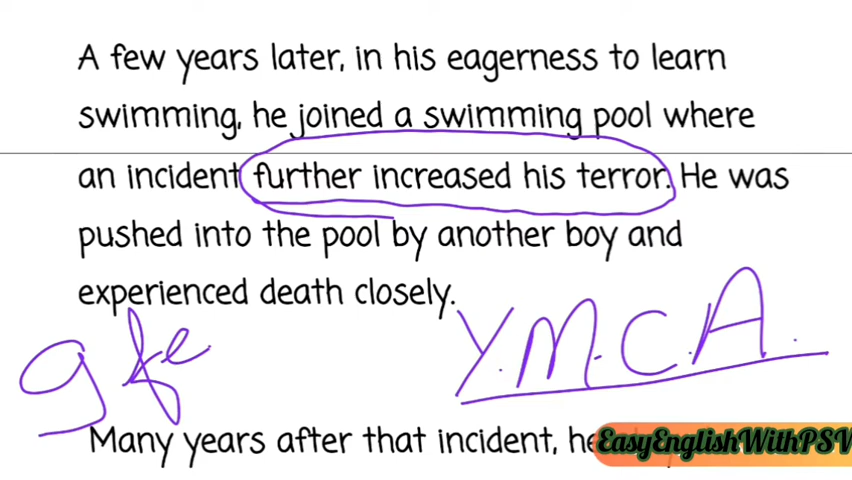 A few years later, in his eagerness to learn
swimming, he joined a swimming pool where
an incident further increased his terror. He was
pushed into the pool by another boy and
experienced death closely.
Y.M.C.A.
Many years after that incident, he
EasyEnglishWithPSV